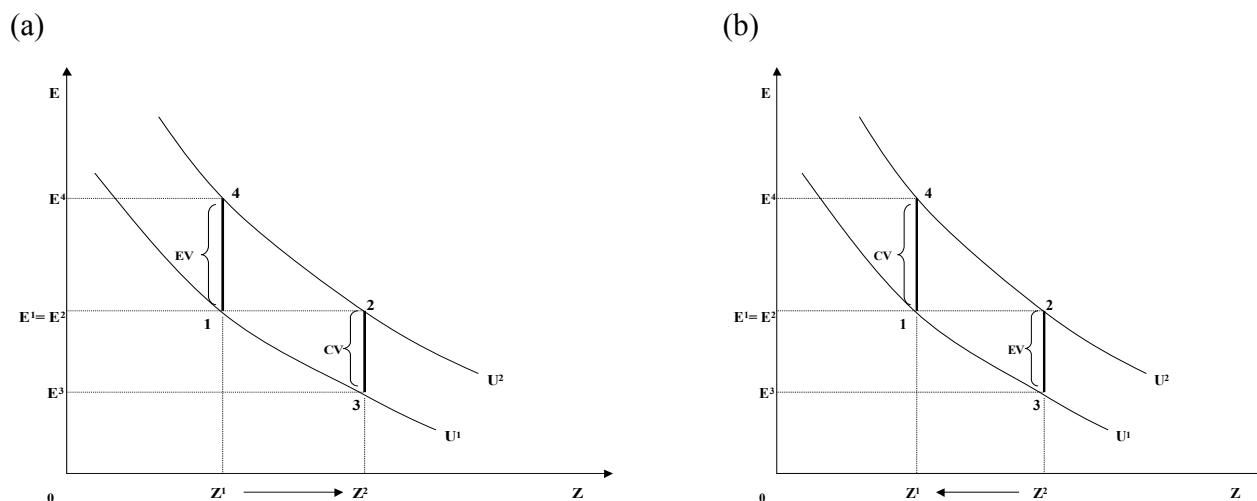 (a)
E
E⁴
4
EV
E¹= E²
1
2
CV
E³
3
U²
U¹
0
Z¹
Z²
Z
(b)
E
E⁴
4
CV
E¹= E²
1
2
EV
E³
3
U²
U¹
0
Z¹
Z²
Z